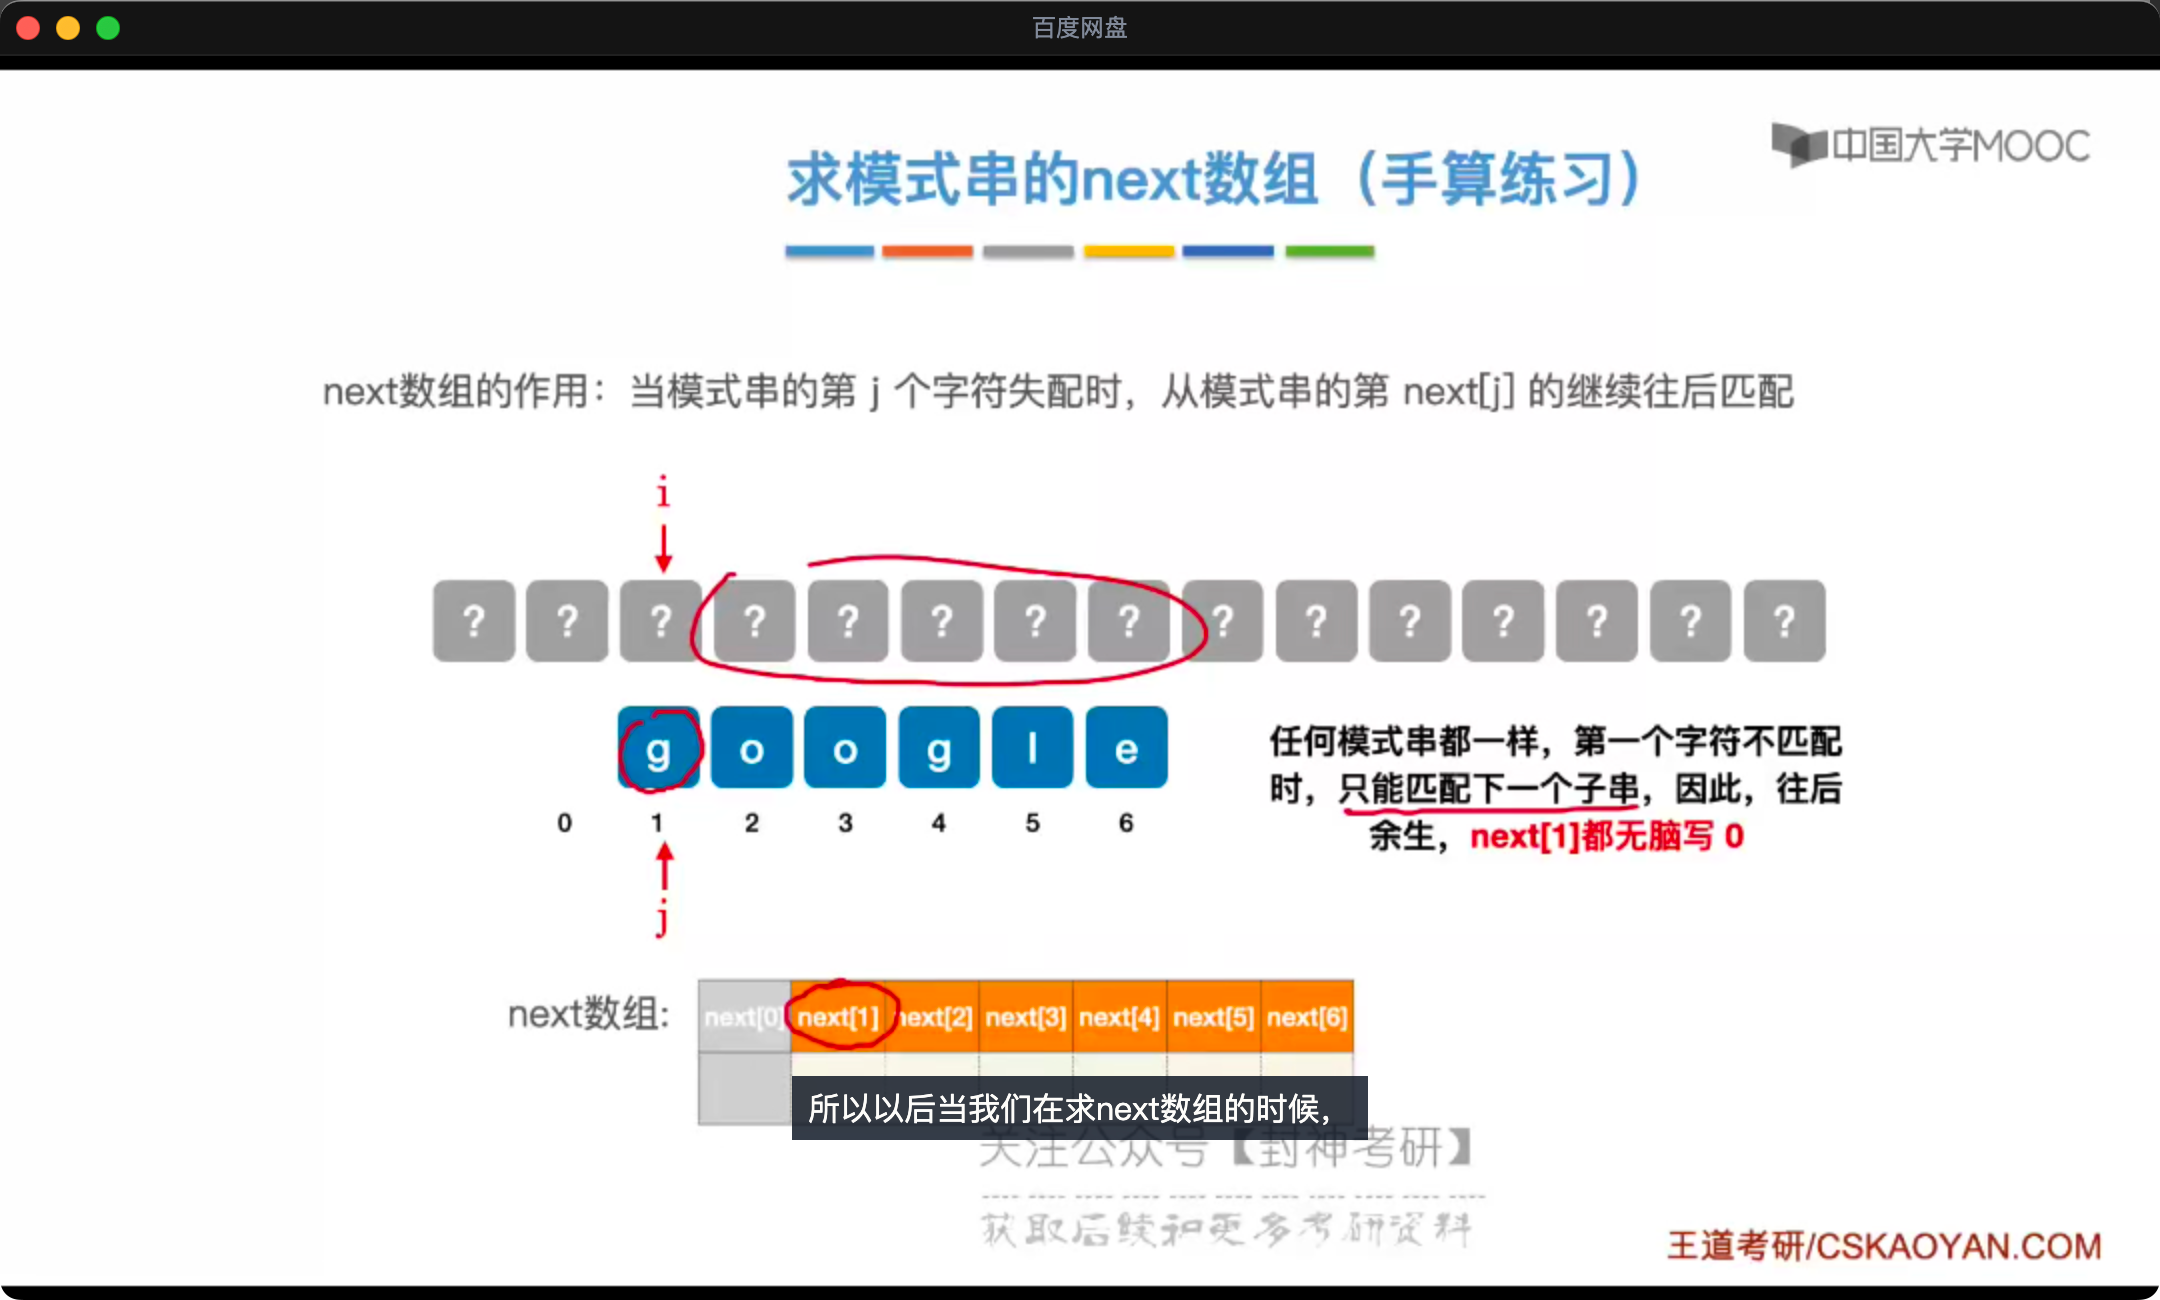 百度网盘
中国大学MOOC
求模式串的next数组（手算练习）
next数组的作用：当模式串的第 j 个字符失配时，从模式串的第 next[j] 的继续往后匹配
i
? ? ? ? ? ? ? ? ? ? ? ? ? ? ?
g o o g l e
0 1 2 3 4 5 6
j
任何模式串都一样，第一个字符不匹配
时，只能匹配下一个子串，因此，往后
余生，next[1]都无脑写 0
next数组:
next[0] next[1] next[2] next[3] next[4] next[5] next[6]
所以以后当我们在求next数组的时候，
关注公众号【封神考研】
获取后续和更多考研资料
王道考研/CSKAOYAN.COM